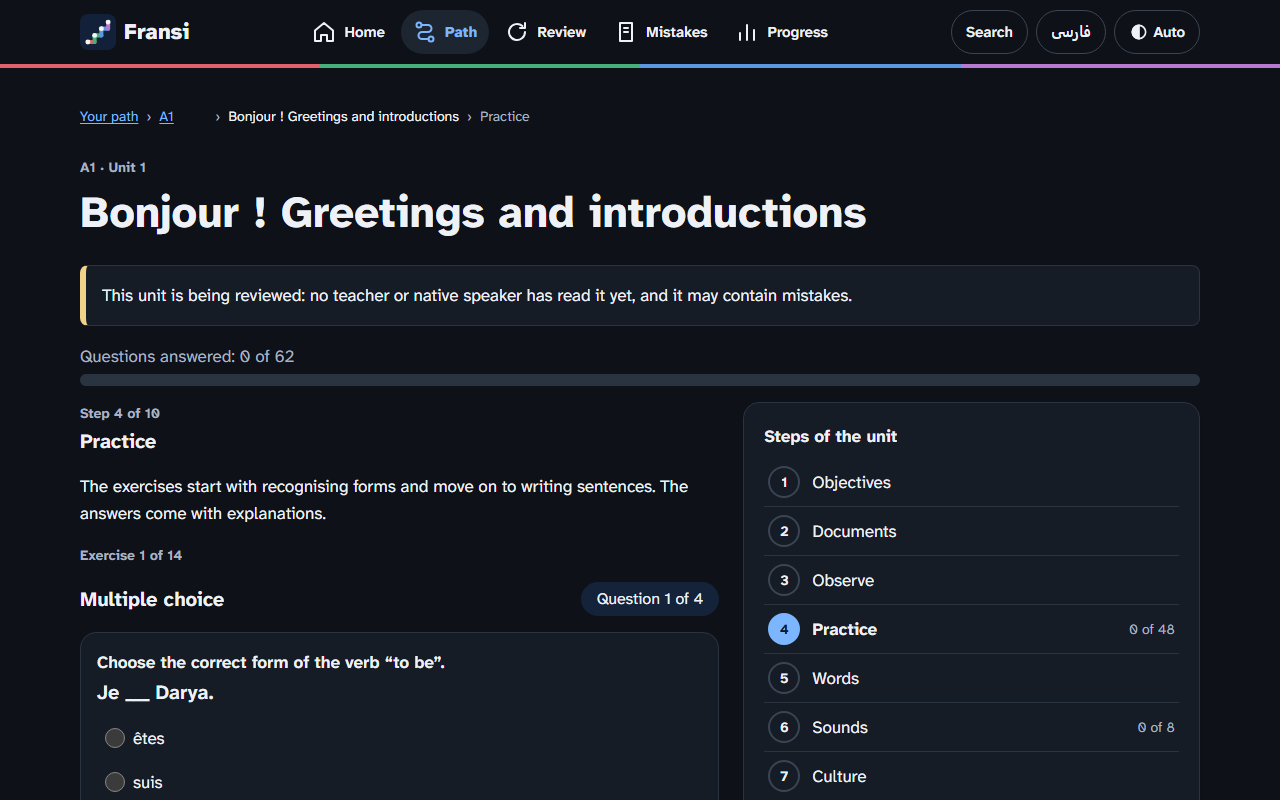 Fransi
Home
Path
Review
Mistakes
Progress
Search
فارسی
Auto
Your path › A1 › Bonjour ! Greetings and introductions › Practice
A1 · Unit 1
Bonjour ! Greetings and introductions
This unit is being reviewed: no teacher or native speaker has read it yet, and it may contain mistakes.
Questions answered: 0 of 62
Step 4 of 10
Practice
The exercises start with recognising forms and move on to writing sentences. The
answers come with explanations.
Exercise 1 of 14
Multiple choice
Question 1 of 4
Choose the correct form of the verb “to be”.
Je __ Darya.
êtes
suis
Steps of the unit
1 Objectives
2 Documents
3 Observe
4 Practice 0 of 48
5 Words
6 Sounds 0 of 8
7 Culture